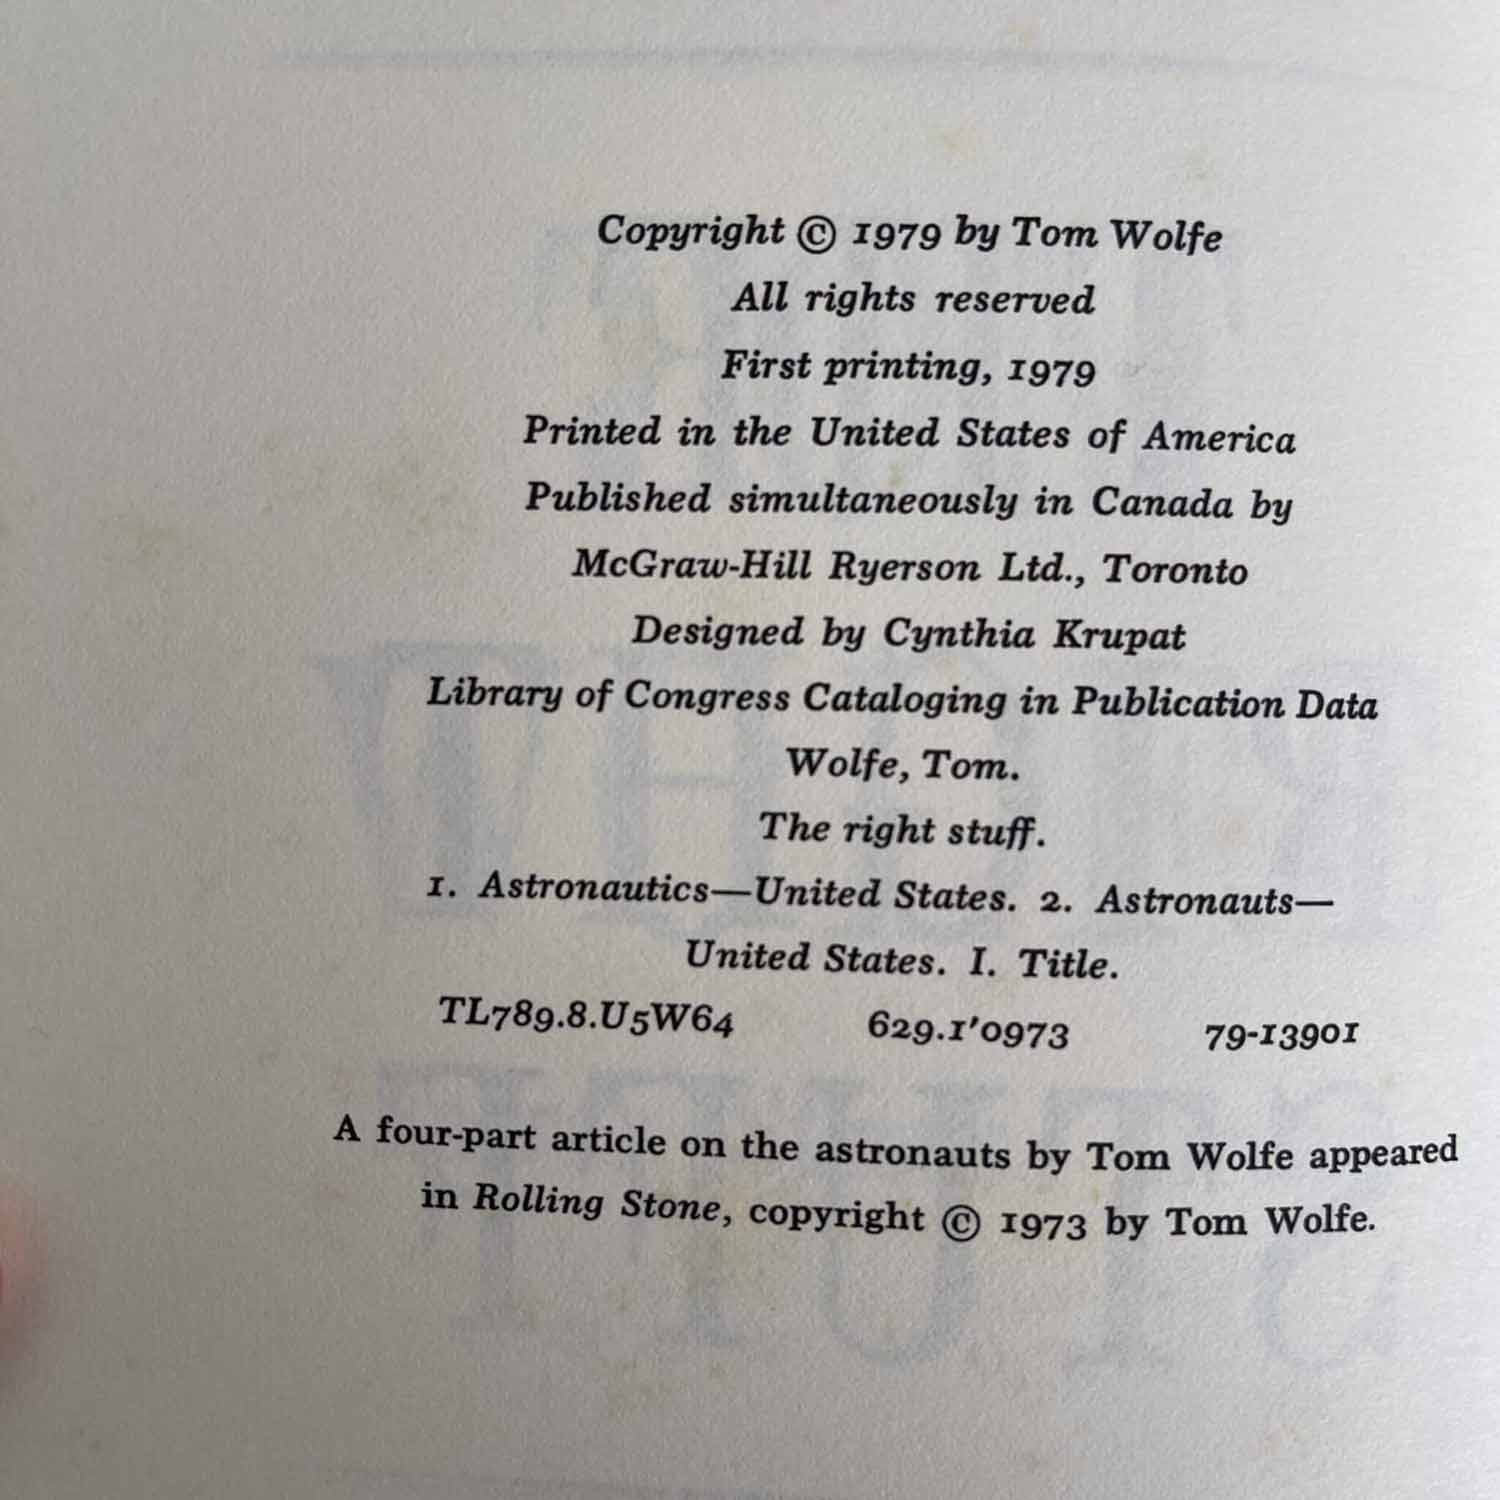 Copyright © 1979 by Tom Wolfe
All rights reserved
First printing, 1979
Printed in the United States of America
Published simultaneously in Canada by
McGraw-Hill Ryerson Ltd., Toronto
Designed by Cynthia Krupat
Library of Congress Cataloging in Publication Data
Wolfe, Tom.
The right stuff.
1. Astronautics—United States. 2. Astronauts—
United States. I. Title.
TL789.8.U5W64 629.1'0973 79-13901
A four-part article on the astronauts by Tom Wolfe appeared
in Rolling Stone, copyright © 1973 by Tom Wolfe.